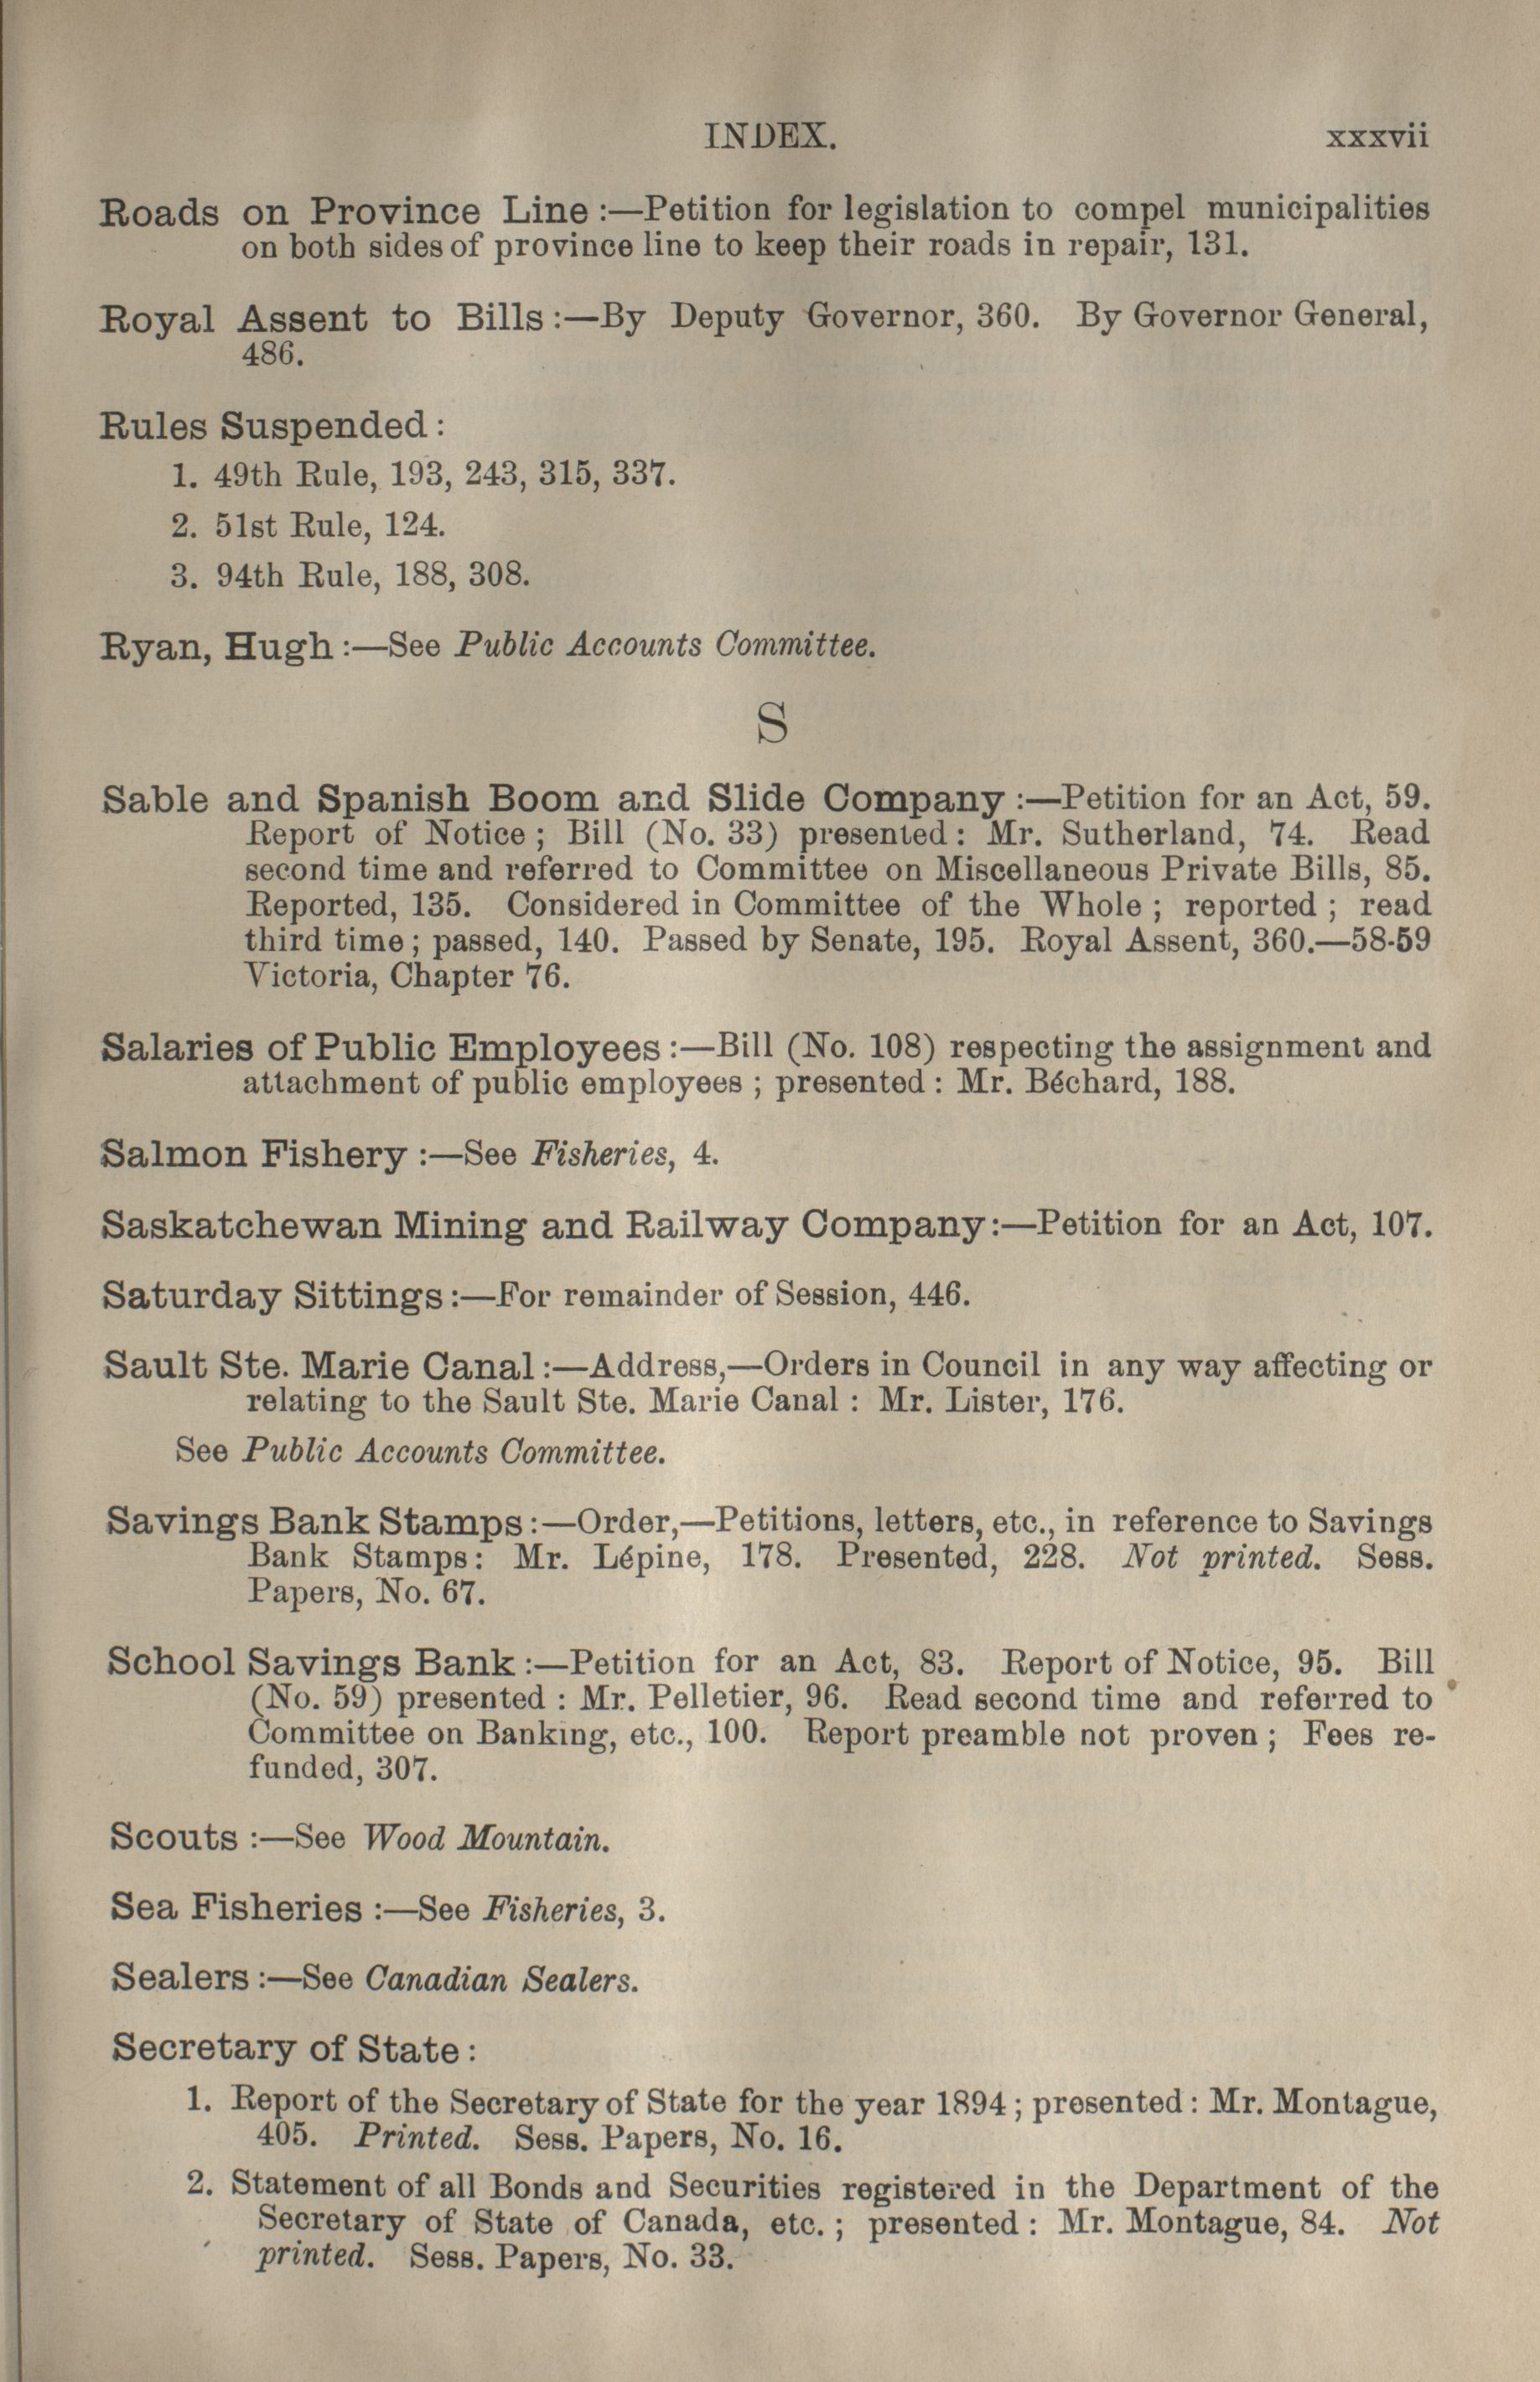 INDEX. xxxvii
Roads on Province Line :—Petition for legislation to compel municipalities
on both sides of province line to keep their roads in repair, 131.
Royal Assent to Bills :—By Deputy Governor, 360. By Governor General,
486.
Rules Suspended :
1. 49th Rule, 193, 243, 315, 337.
2. 51st Rule, 124.
3. 94th Rule, 188, 308.
Ryan, Hugh :—See Public Accounts Committee.
S
Sable and Spanish Boom and Slide Company :—Petition for an Act, 59.
Report of Notice ; Bill (No. 33) presented : Mr. Sutherland, 74. Read
second time and referred to Committee on Miscellaneous Private Bills, 85.
Reported, 135. Considered in Committee of the Whole ; reported ; read
third time ; passed, 140. Passed by Senate, 195. Royal Assent, 360.—58-59
Victoria, Chapter 76.
Salaries of Public Employees :—Bill (No. 108) respecting the assignment and
attachment of public employees ; presented : Mr. Béchard, 188.
Salmon Fishery :—See Fisheries, 4.
Saskatchewan Mining and Railway Company :—Petition for an Act, 107.
Saturday Sittings :—For remainder of Session, 446.
Sault Ste. Marie Canal :—Address,—Orders in Council in any way affecting or
relating to the Sault Ste. Marie Canal : Mr. Lister, 176.
See Public Accounts Committee.
Savings Bank Stamps :—Order,—Petitions, letters, etc., in reference to Savings
Bank Stamps : Mr. Lépine, 178. Presented, 228. Not printed. Sess.
Papers, No. 67.
School Savings Bank :—Petition for an Act, 83. Report of Notice, 95. Bill
(No. 59) presented : Mr. Pelletier, 96. Read second time and referred to
Committee on Banking, etc., 100. Report preamble not proven ; Fees re-
funded, 307.
Scouts :—See Wood Mountain.
Sea Fisheries :—See Fisheries, 3.
Sealers :—See Canadian Sealers.
Secretary of State :
1. Report of the Secretary of State for the year 1894 ; presented : Mr. Montague,
405. Printed. Sess. Papers, No. 16.
2. Statement of all Bonds and Securities registered in the Department of the
Secretary of State of Canada, etc. ; presented : Mr. Montague, 84. Not
printed. Sess. Papers, No. 33.